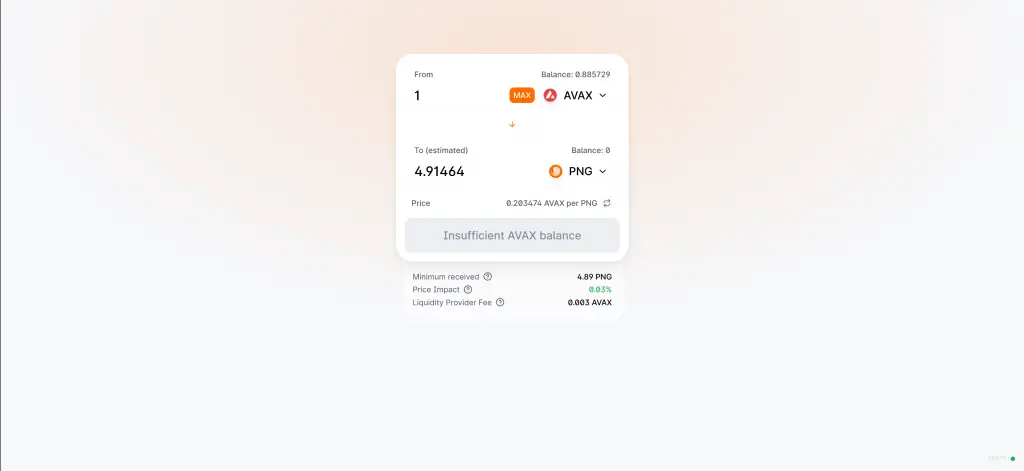 From Balance: 0.885729
1 MAX AVAX
To (estimated) Balance: 0
4.91464 PNG
Price 0.203474 AVAX per PNG
Insufficient AVAX balance
Minimum received 4.89 PNG
Price Impact 0.03%
Liquidity Provider Fee 0.003 AVAX